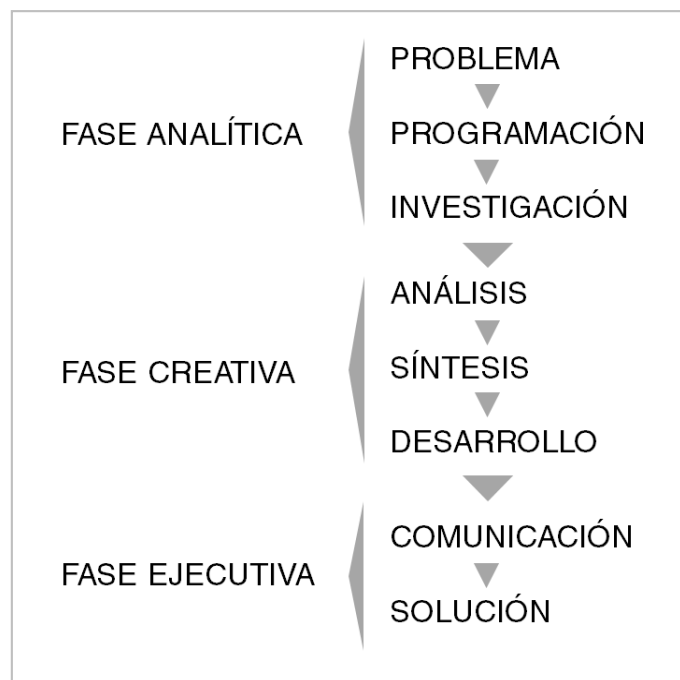 FASE ANALÍTICA
PROBLEMA
PROGRAMACIÓN
INVESTIGACIÓN
FASE CREATIVA
ANÁLISIS
SÍNTESIS
DESARROLLO
FASE EJECUTIVA
COMUNICACIÓN
SOLUCIÓN